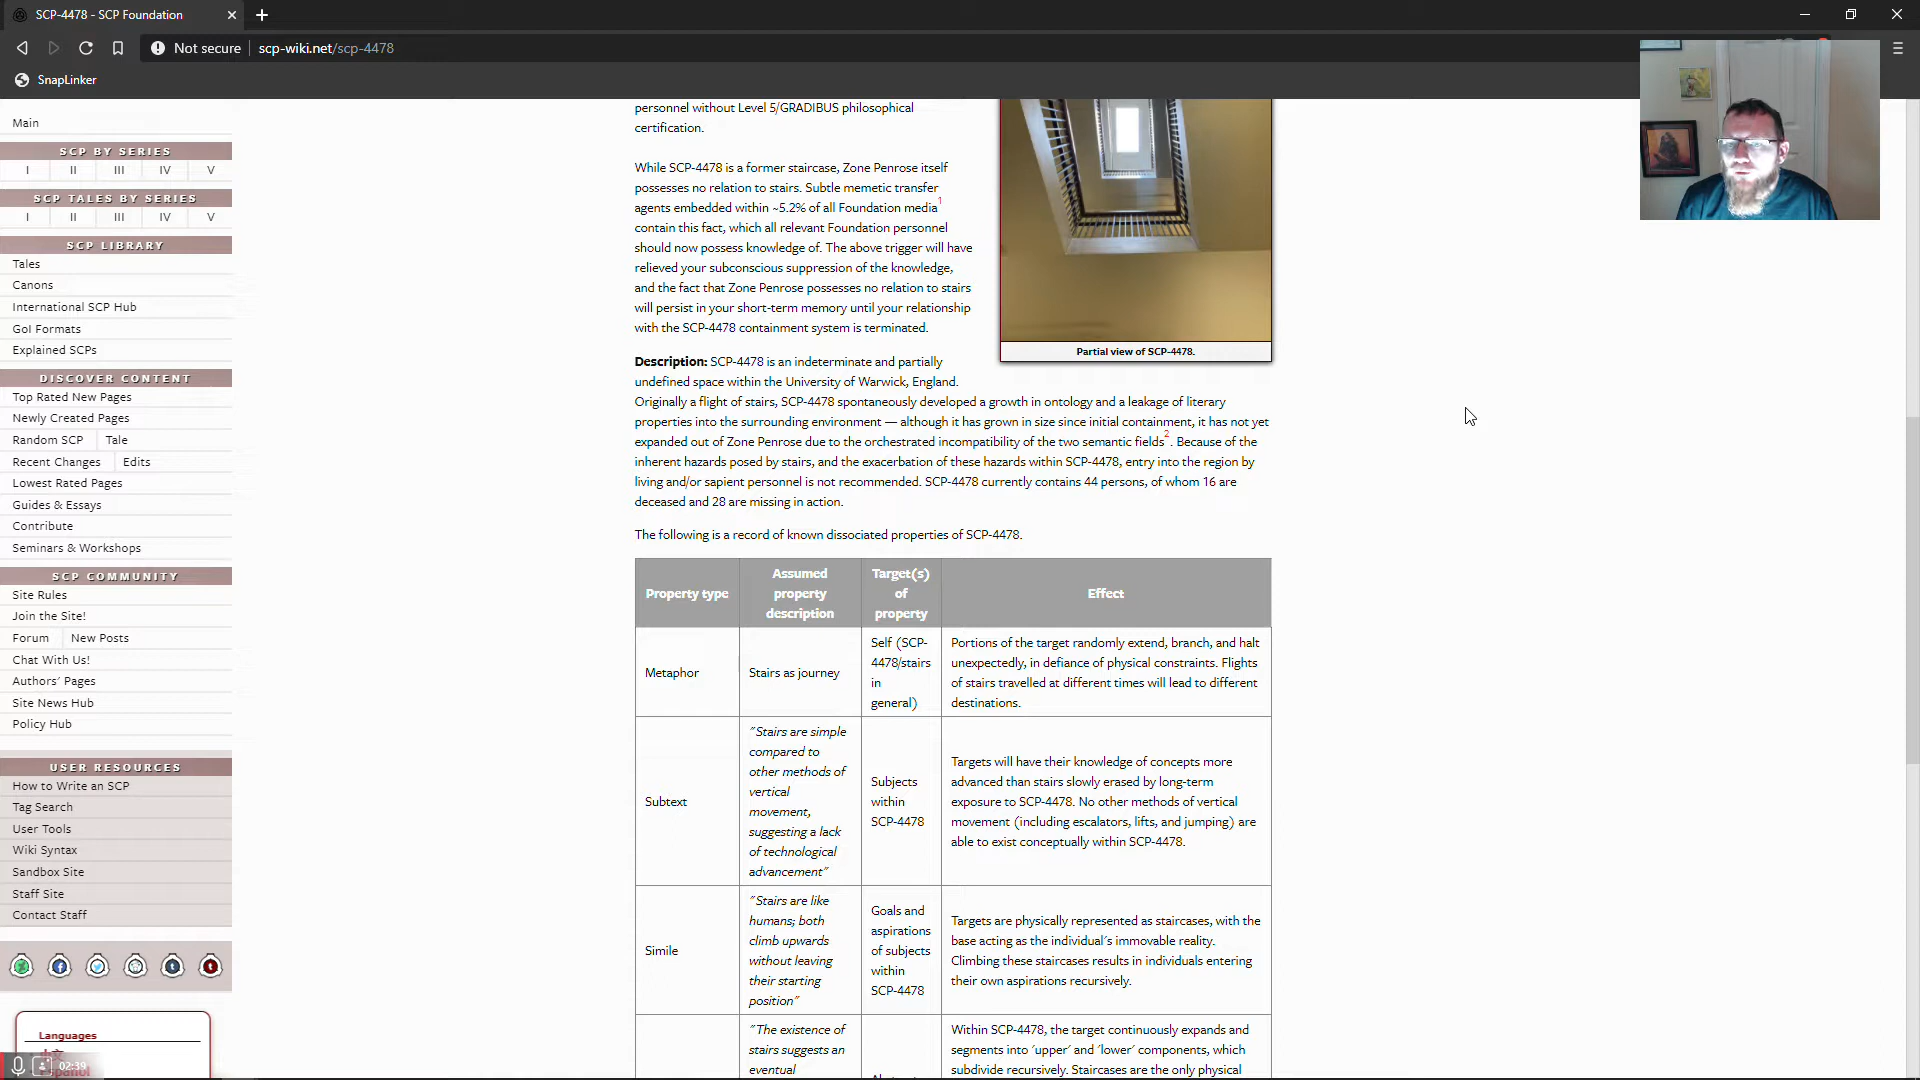 SCP-4478 - SCP Foundation
Not secure
scp-wiki.net/scp-4478
SnapLinker
Main
SCP BY SERIES
I II III IV V
SCP TALES BY SERIES
I II III IV V
SCP LIBRARY
Tales
Canons
International SCP Hub
GoI Formats
Explained SCPs
DISCOVER CONTENT
Top Rated New Pages
Newly Created Pages
Random SCP Tale
Recent Changes Edits
Lowest Rated Pages
Guides & Essays
Contribute
Seminars & Workshops
SCP COMMUNITY
Site Rules
Join the Site!
Forum New Posts
Chat With Us!
Authors' Pages
Site News Hub
Policy Hub
USER RESOURCES
How to Write an SCP
Tag Search
User Tools
Wiki Syntax
Sandbox Site
Staff Site
Contact Staff
Languages
中文
Español
02:39
personnel without Level 5/GRADIBUS philosophical
certification.
While SCP-4478 is a former staircase, Zone Penrose itself
possesses no relation to stairs. Subtle memetic transfer
agents embedded within ~5.2% of all Foundation media1
contain this fact, which all relevant Foundation personnel
should now possess knowledge of. The above trigger will have
relieved your subconscious suppression of the knowledge,
and the fact that Zone Penrose possesses no relation to stairs
will persist in your short-term memory until your relationship
with the SCP-4478 containment system is terminated.
Partial view of SCP-4478.
Description: SCP-4478 is an indeterminate and partially
undefined space within the University of Warwick, England.
Originally a flight of stairs, SCP-4478 spontaneously developed a growth in ontology and a leakage of literary
properties into the surrounding environment — although it has grown in size since initial containment, it has not yet
expanded out of Zone Penrose due to the orchestrated incompatibility of the two semantic fields2. Because of the
inherent hazards posed by stairs, and the exacerbation of these hazards within SCP-4478, entry into the region by
living and/or sapient personnel is not recommended. SCP-4478 currently contains 44 persons, of whom 16 are
deceased and 28 are missing in action.
The following is a record of known dissociated properties of SCP-4478.
Property type
Assumed
property
description
Target(s)
of
property
Effect
Metaphor
Stairs as journey
Self (SCP-
4478/stairs
in
general)
Portions of the target randomly extend, branch, and halt
unexpectedly, in defiance of physical constraints. Flights
of stairs travelled at different times will lead to different
destinations.
Subtext
"Stairs are simple
compared to
other methods of
vertical
movement,
suggesting a lack
of technological
advancement"
Subjects
within
SCP-4478
Targets will have their knowledge of concepts more
advanced than stairs slowly erased by long-term
exposure to SCP-4478. No other methods of vertical
movement (including escalators, lifts, and jumping) are
able to exist conceptually within SCP-4478.
Simile
"Stairs are like
humans; both
climb upwards
without leaving
their starting
position"
Goals and
aspirations
of subjects
within
SCP-4478
Targets are physically represented as staircases, with the
base acting as the individual's immovable reality.
Climbing these staircases results in individuals entering
their own aspirations recursively.
"The existence of
stairs suggests an
eventual
Within SCP-4478, the target continuously expands and
segments into 'upper' and 'lower' components, which
subdivide recursively. Staircases are the only physical